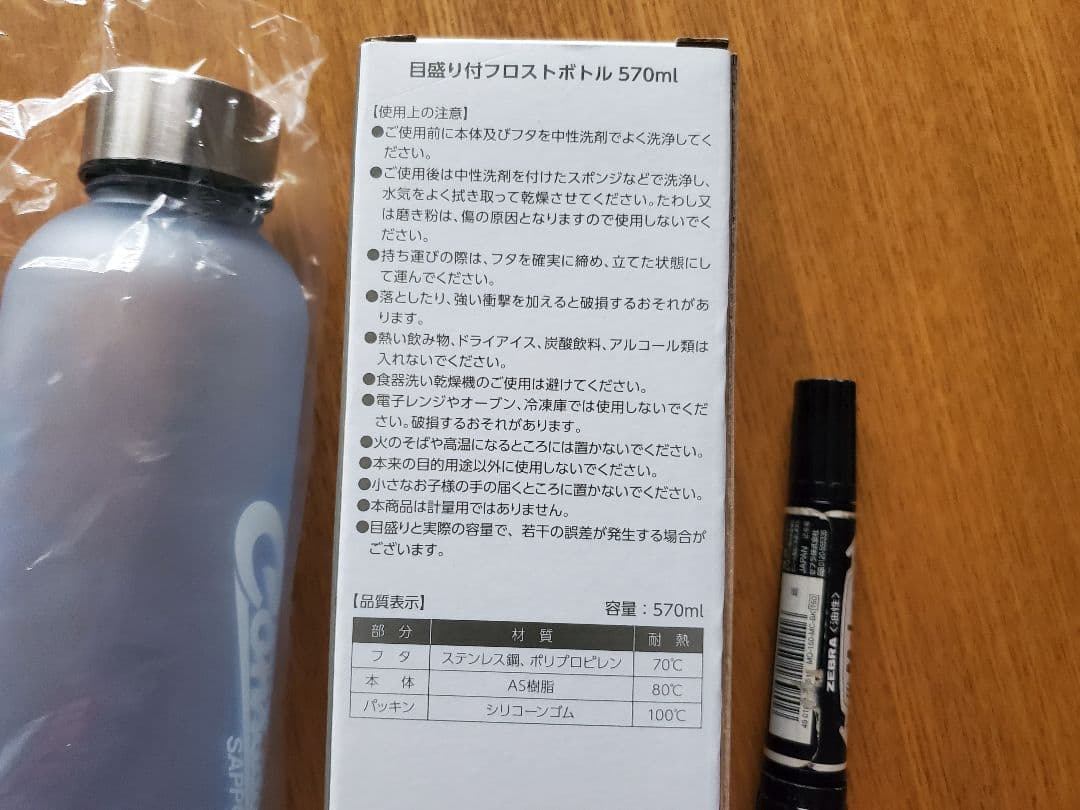 目盛り付フロストボトル 570ml
【使用上の注意】
●ご使用前に本体及びフタを中性洗剤でよく洗浄してく
ださい。
●ご使用後は中性洗剤を付けたスポンジなどで洗浄し、
水気をよく拭き取って乾燥させてください。たわし又
は磨き粉は、傷の原因となりますので使用しないでく
ださい。
●持ち運びの際は、フタを確実に締め、立てた状態にし
て運んでください。
●落としたり、強い衝撃を加えると破損するおそれがあ
ります。
●熱い飲み物、ドライアイス、炭酸飲料、アルコール類は
入れないでください。
●食器洗い乾燥機のご使用は避けてください。
●電子レンジやオーブン、冷凍庫では使用しないでくだ
さい。破損するおそれがあります。
●火のそばや高温になるところには置かないでください。
●本来の目的用途以外に使用しないでください。
●小さなお子様の手の届くところに置かないでください。
●本商品は計量用ではありません。
●目盛りと実際の容量で、若干の誤差が発生する場合が
ございます。
【品質表示】 容量：570ml
部 分 材 質 耐 熱
フ タ ステンレス鋼、ポリプロピレン 70℃
本 体 AS樹脂 80℃
パッキン シリコーンゴム 100℃
SAPP
JAPAN
ゼブラ株式会社
MO-150-MC-BK
ZEBRA〈油性〉